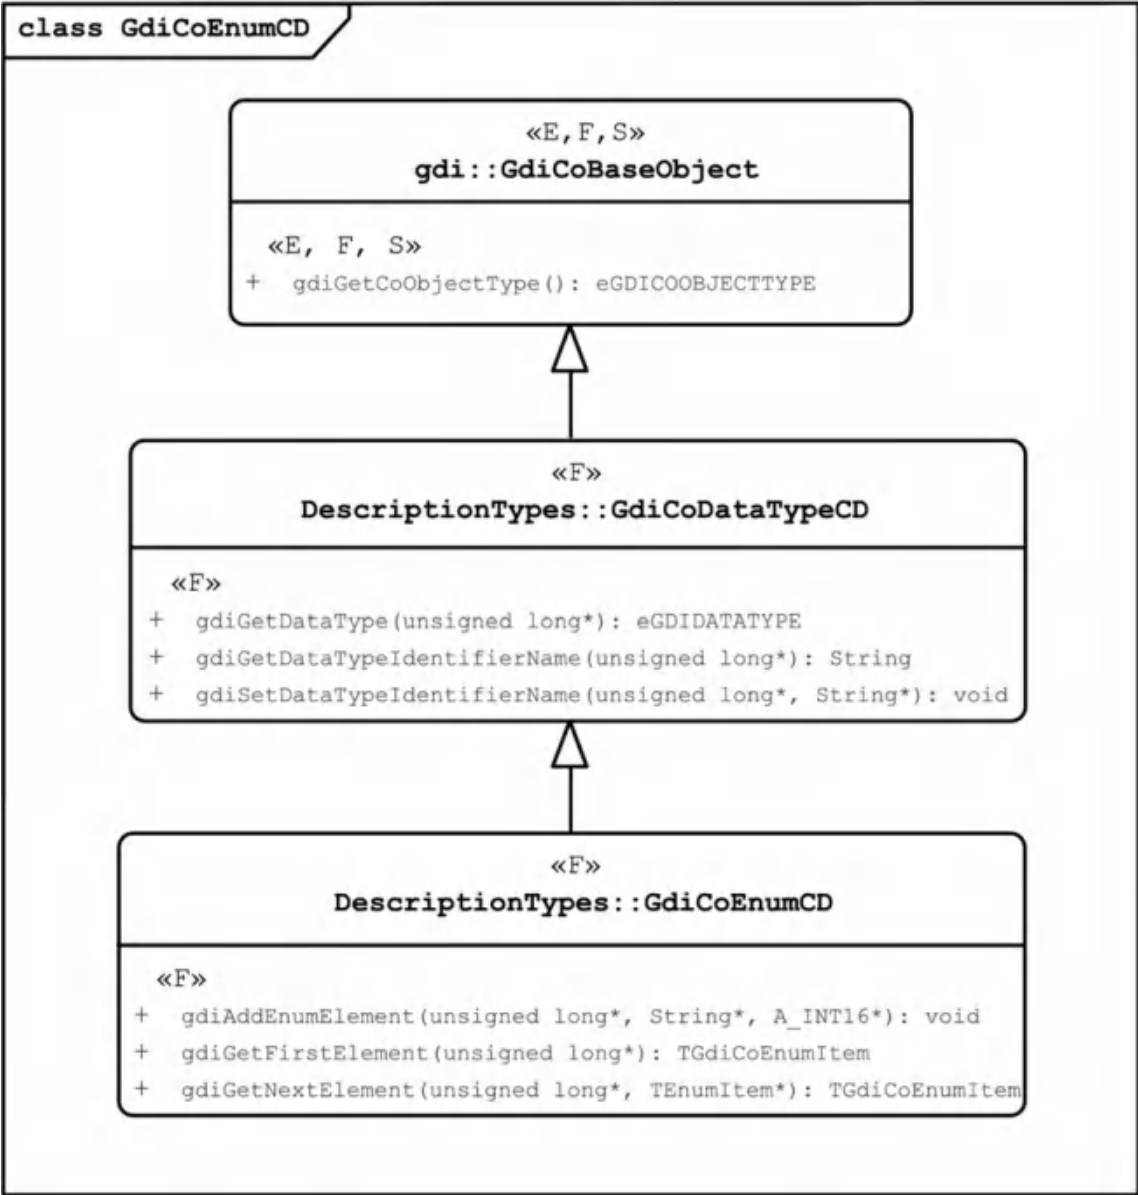 class GdiCoEnumCD
«E,F,S»
gdi::GdiCoBaseObject
«E, F, S»
+ gdiGetCoObjectType(): eGDICOOBJECTTYPE
«F»
DescriptionTypes::GdiCoDataTypeCD
«F»
+ gdiGetDataType(unsigned long*): eGDIDATATYPE
+ gdiGetDataTypeIdentifierName(unsigned long*): String
+ gdiSetDataTypeIdentifierName(unsigned long*, String*): void
«F»
DescriptionTypes::GdiCoEnumCD
«F»
+ gdiAddEnumElement(unsigned long*, String*, A_INT16*): void
+ gdiGetFirstElement(unsigned long*): TGdiCoEnumItem
+ gdiGetNextElement(unsigned long*, TEnumItem*): TGdiCoEnumItem